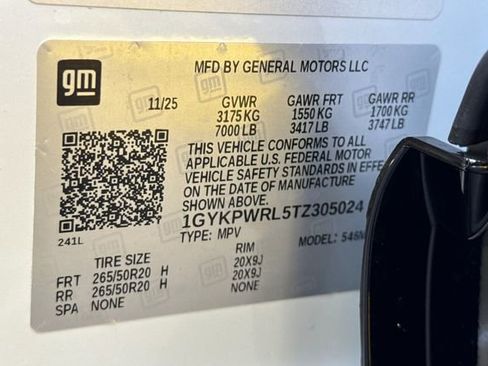 gm
MFD BY GENERAL MOTORS LLC
11/25 GVWR GAWR FRT GAWR RR
3175 KG 1550 KG 1700 KG
7000 LB 3417 LB 3747 LB
THIS VEHICLE CONFORMS TO ALL
APPLICABLE U.S. FEDERAL MOTOR
VEHICLE SAFETY STANDARDS IN EFFE
ON THE DATE OF MANUFACTURE
SHOWN ABOVE.
1GYKPWRL5TZ305024
241L TYPE: MPV MODEL: 546M
TIRE SIZE RIM
FRT 265/50R20 H 20X9J
RR 265/50R20 H 20X9J
SPA NONE NONE